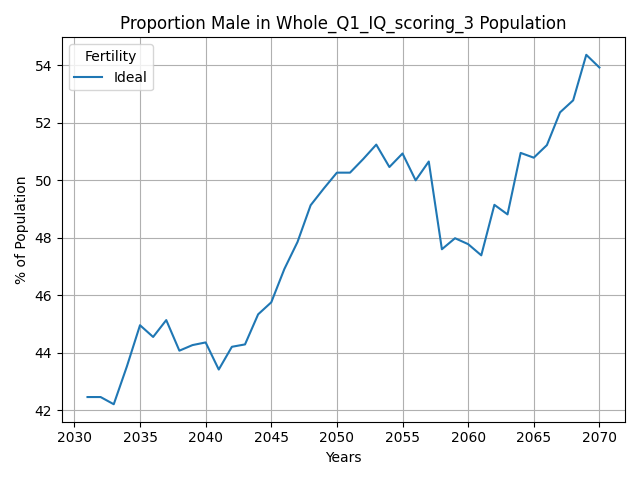 Proportion Male in Whole_Q1_IQ_scoring_3 Population
Fertility
Ideal
% of Population
54
52
50
48
46
44
42
2030 2035 2040 2045 2050 2055 2060 2065 2070
Years